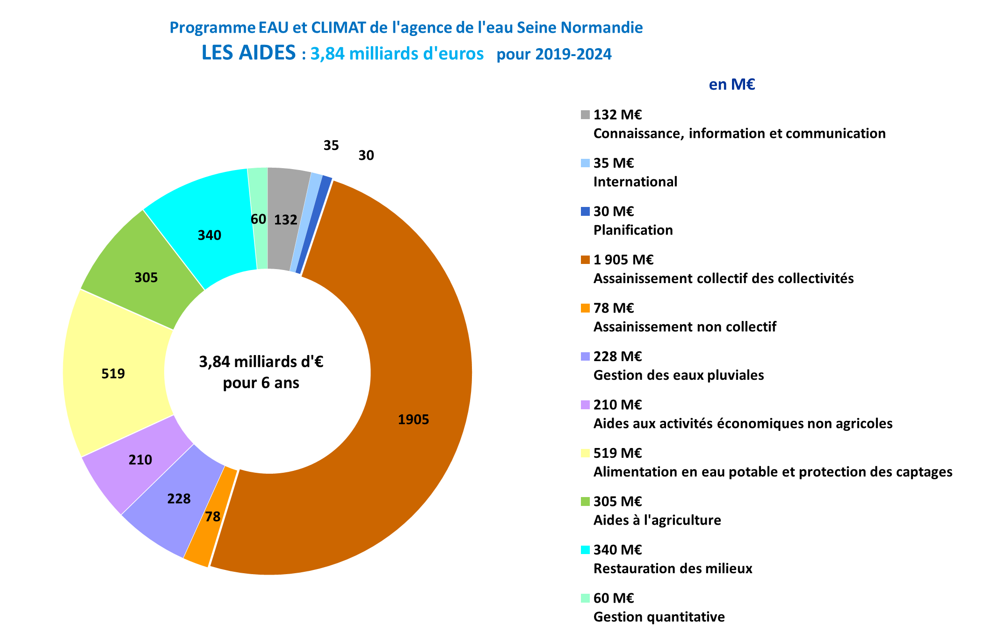 Programme EAU et CLIMAT de l'agence de l'eau Seine Normandie
LES AIDES : 3,84 milliards d'euros pour 2019-2024
en M€
132 M€
Connaissance, information et communication
35 M€
International
30 M€
Planification
1 905 M€
Assainissement collectif des collectivités
78 M€
Assainissement non collectif
228 M€
Gestion des eaux pluviales
210 M€
Aides aux activités économiques non agricoles
519 M€
Alimentation en eau potable et protection des captages
305 M€
Aides à l'agriculture
340 M€
Restauration des milieux
60 M€
Gestion quantitative
35
30
60
132
340
305
519
3,84 milliards d'€
pour 6 ans
1905
210
228
78